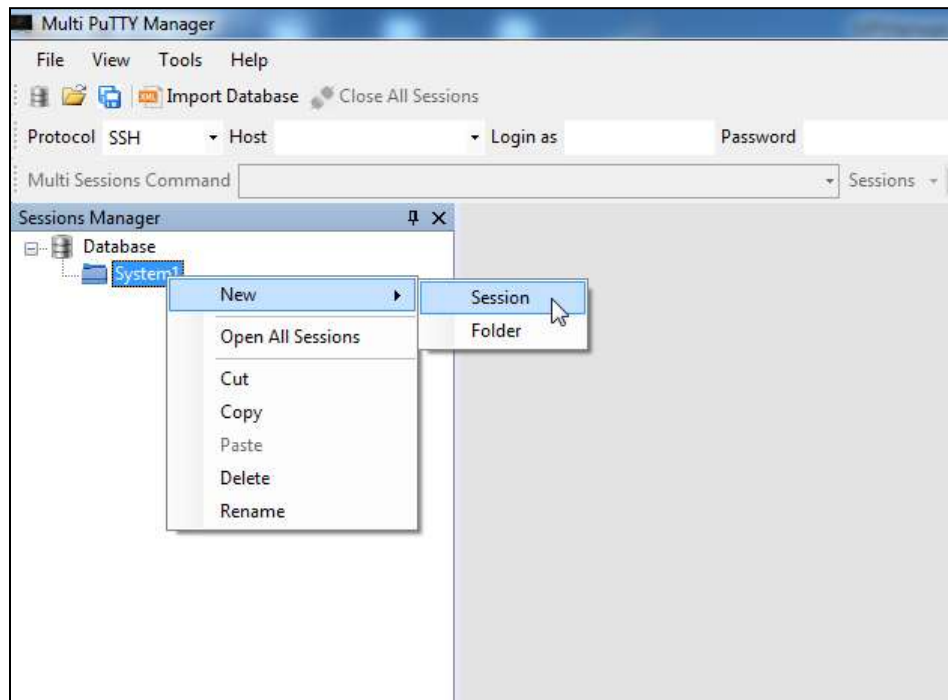 Multi PuTTY Manager
File View Tools Help
Import Database Close All Sessions
Protocol SSH Host Login as Password
Multi Sessions Command Sessions
Sessions Manager
Database
System1
New
Open All Sessions
Cut
Copy
Paste
Delete
Rename
Session
Folder